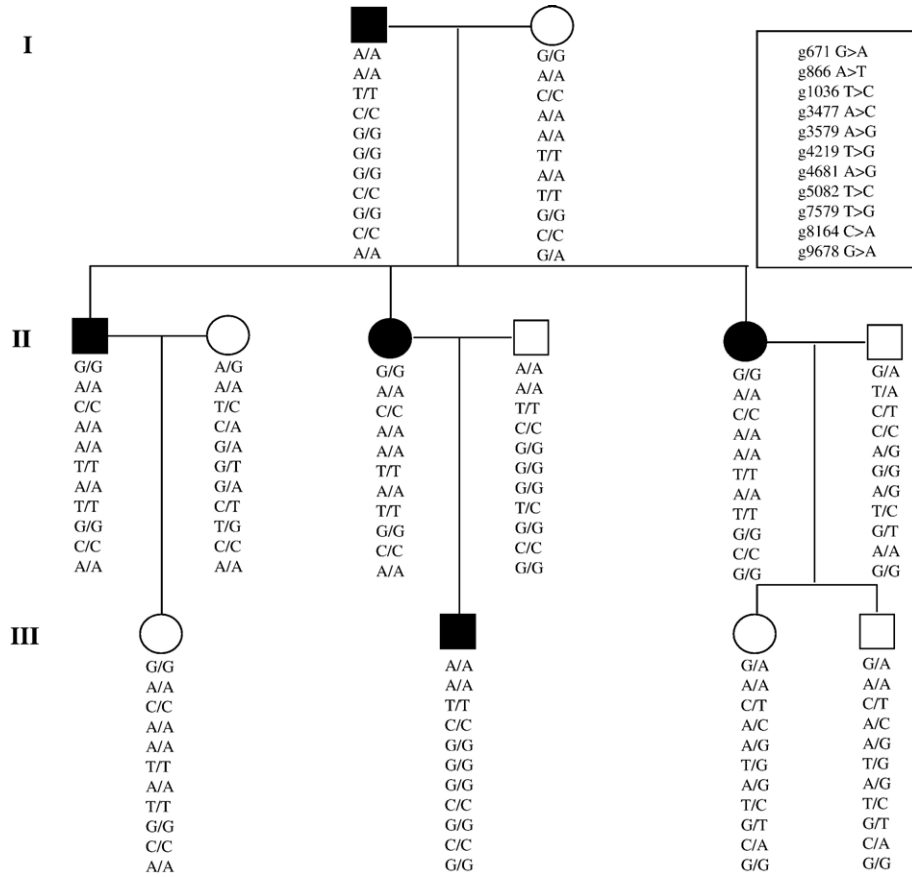 I
A/A
A/A
T/T
C/C
G/G
G/G
G/G
C/C
G/G
C/C
A/A
G/G
A/A
C/C
A/A
A/A
T/T
A/A
T/T
G/G
C/C
G/A
g671 G>A
g866 A>T
g1036 T>C
g3477 A>C
g3579 A>G
g4219 T>G
g4681 A>G
g5082 T>C
g7579 T>G
g8164 C>A
g9678 G>A
II
G/G
A/A
C/C
A/A
A/A
T/T
A/A
T/T
G/G
C/C
A/A
A/G
A/A
T/C
C/A
G/A
G/T
G/A
C/T
T/G
C/C
A/A
G/G
A/A
C/C
A/A
A/A
T/T
A/A
T/T
G/G
C/C
A/A
A/A
A/A
T/T
C/C
G/G
G/G
G/G
T/C
G/G
C/C
G/G
G/G
A/A
C/C
A/A
A/A
T/T
A/A
T/T
G/G
C/C
G/G
G/A
T/A
C/T
C/C
A/G
G/G
A/G
T/C
G/T
A/A
G/G
III
G/G
A/A
C/C
A/A
A/A
T/T
A/A
T/T
G/G
C/C
A/A
A/A
A/A
T/T
C/C
G/G
G/G
G/G
C/C
G/G
C/C
G/G
G/A
A/A
C/T
A/C
A/G
T/G
A/G
T/C
G/T
C/A
G/G
G/A
A/A
C/T
A/C
A/G
T/G
A/G
T/C
G/T
C/A
G/G